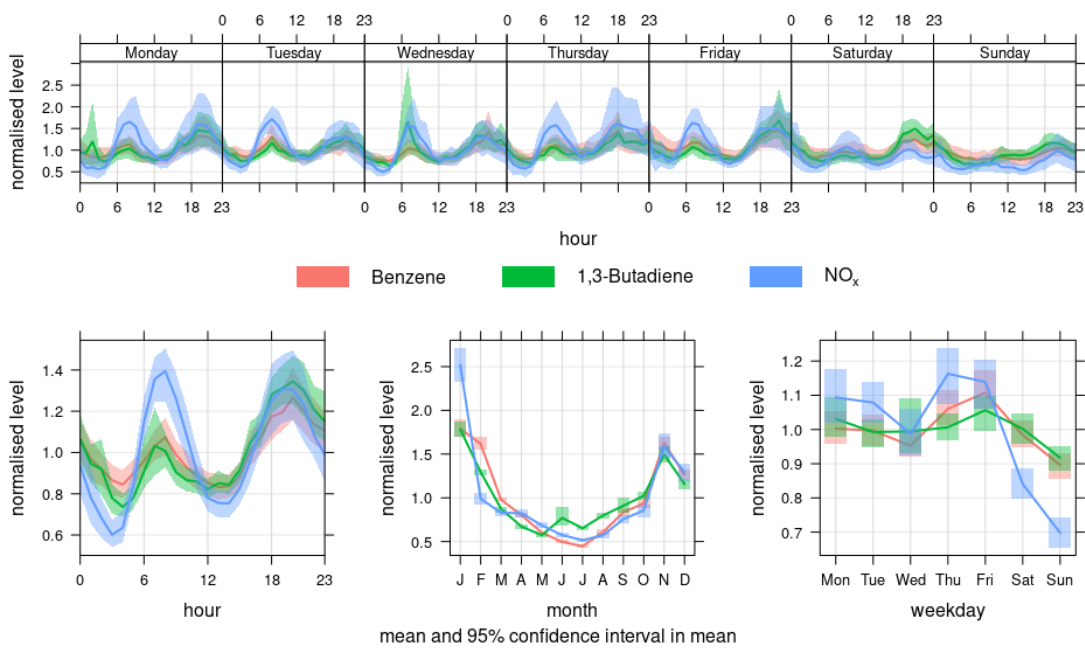 0 6 12 18 23 0 6 12 18 23 0 6 12 18 23
Monday Tuesday Wednesday Thursday Friday Saturday Sunday
normalised level
2.5
2.0
1.5
1.0
0.5
0 6 12 18 23 0 6 12 18 23 0 6 12 18 23 0 6 12 18 23
hour
Benzene 1,3-Butadiene NOx
normalised level
1.4
1.2
1.0
0.8
0.6
0 6 12 18 23
hour
normalised level
2.5
2.0
1.5
1.0
0.5
J F M A M J J A S O N D
month
normalised level
1.2
1.1
1.0
0.9
0.8
0.7
Mon Tue Wed Thu Fri Sat Sun
weekday
mean and 95% confidence interval in mean